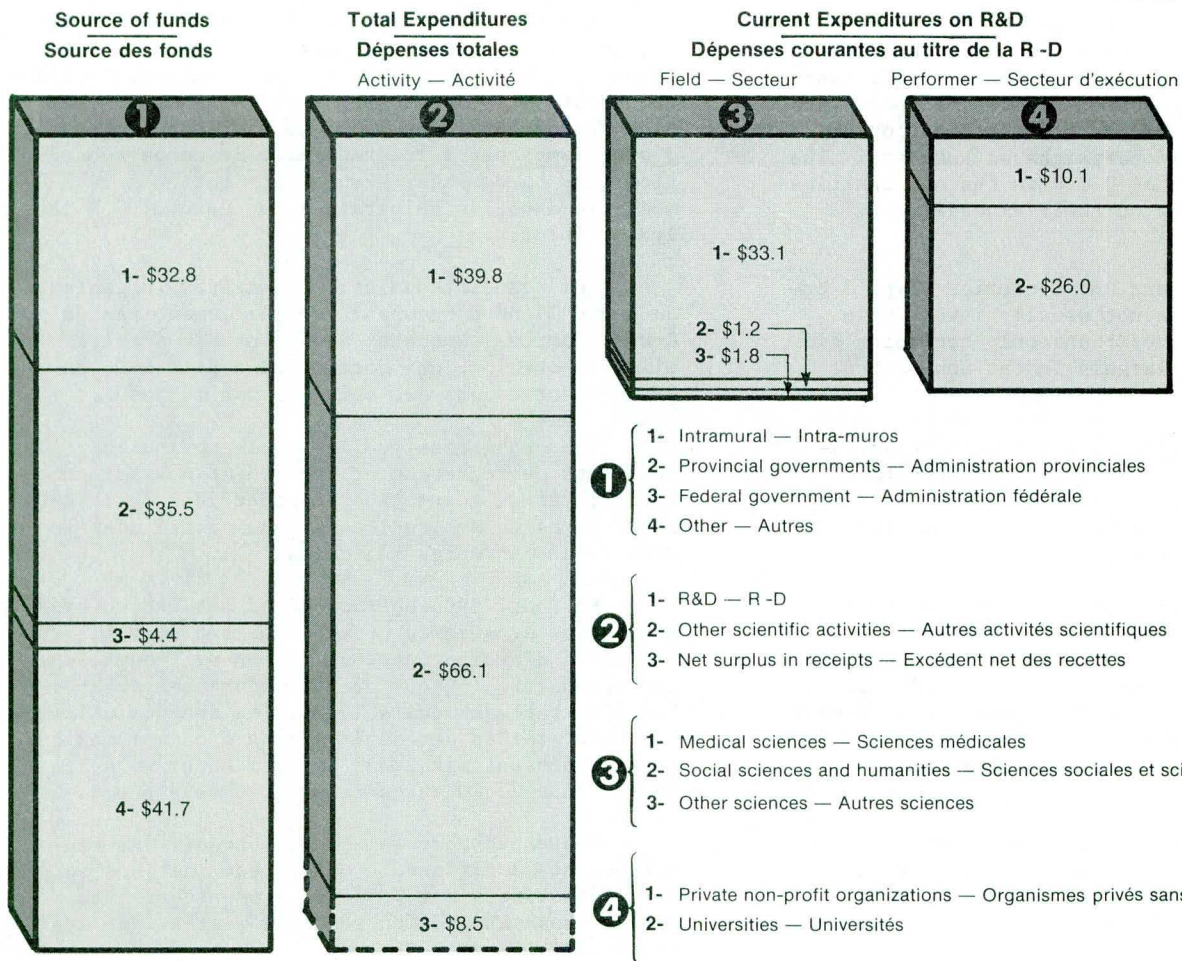 Source of funds
Source des fonds
Total Expenditures
Dépenses totales
Activity — Activité
Current Expenditures on R&D
Dépenses courantes au titre de la R -D
Field — Secteur
Performer — Secteur d'exécution
1
1- $32.8
2- $35.5
3- $4.4
4- $41.7
2
1- $39.8
2- $66.1
3- $8.5
3
1- $33.1
2- $1.2
3- $1.8
4
1- $10.1
2- $26.0
1
1- Intramural — Intra-muros
2- Provincial governments — Administration provinciales
3- Federal government — Administration fédérale
4- Other — Autres
2
1- R&D — R -D
2- Other scientific activities — Autres activités scientifiques
3- Net surplus in receipts — Excédent net des recettes
3
1- Medical sciences — Sciences médicales
2- Social sciences and humanities — Sciences sociales et
3- Other sciences — Autres sciences
4
1- Private non-profit organizations — Organismes privés sans
2- Universities — Universités